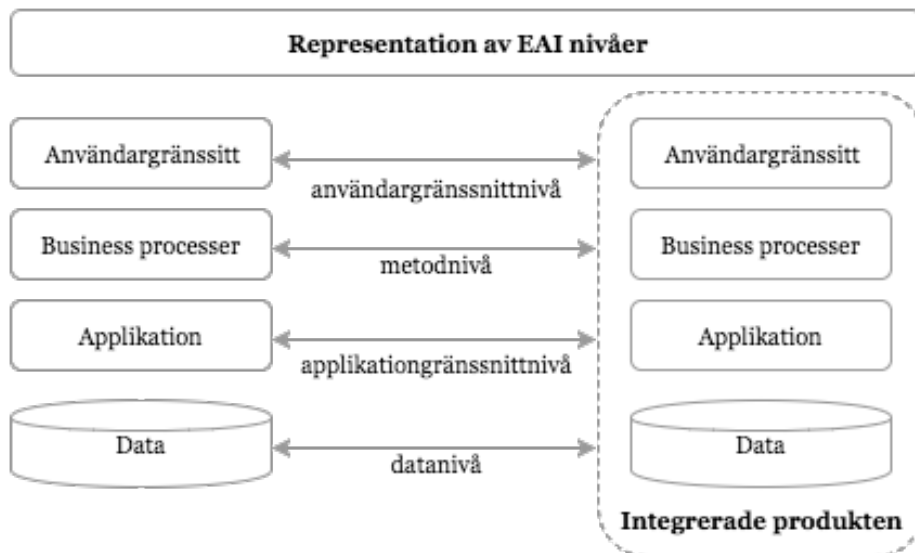 Representation av EAI nivåer
Användargränssitt
Användargränssitt
användargränssnittnivå
Business processer
Business processer
metodnivå
Applikation
Applikation
applikationgränssnittnivå
Data
Data
datanivå
Integrerade produkten